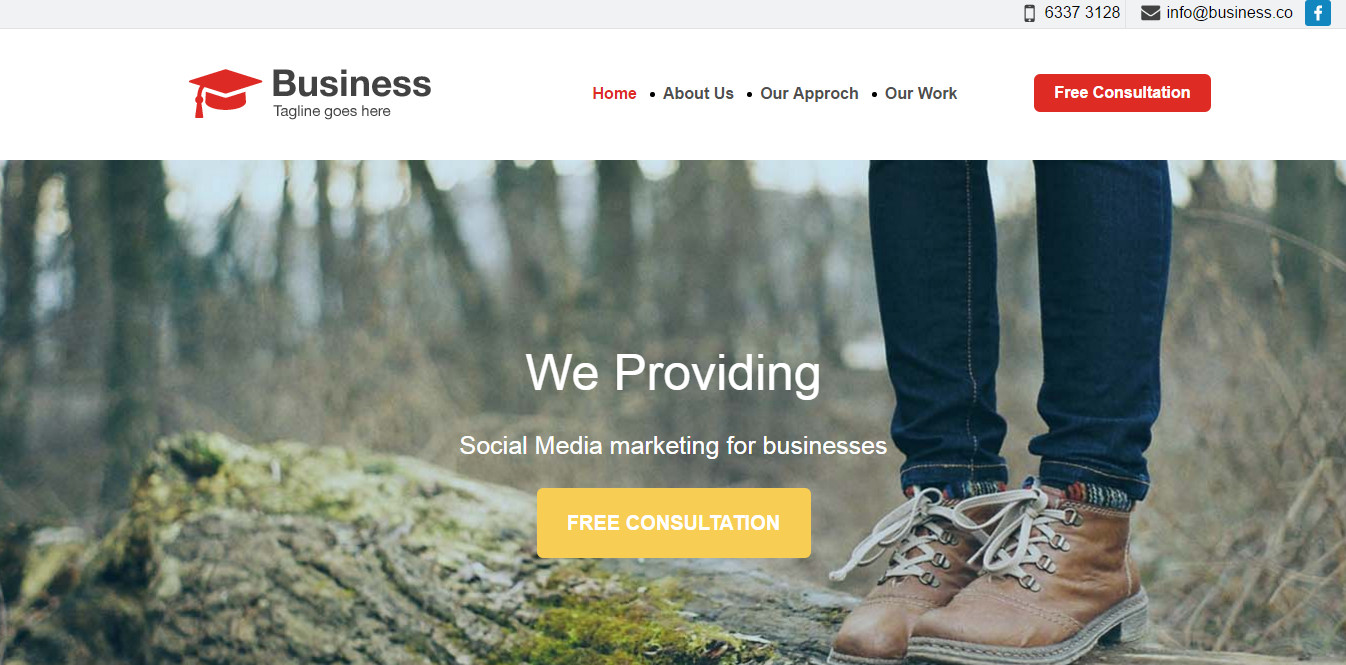 6337 3128 info@business.co f
Business
Tagline goes here
Home • About Us • Our Approch • Our Work
Free Consultation
We Providing
Social Media marketing for businesses
FREE CONSULTATION